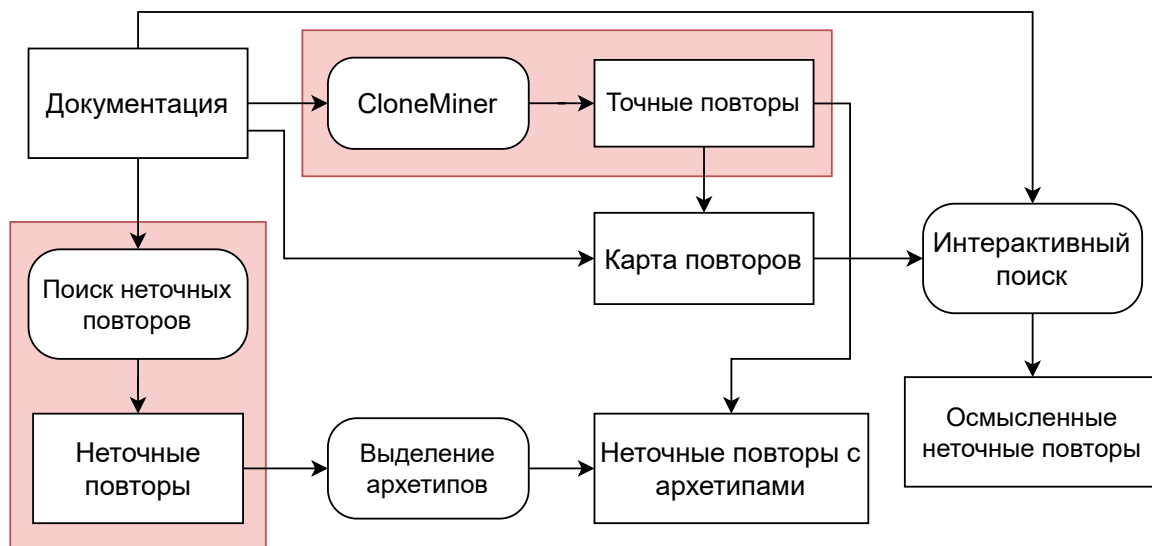 Документация
CloneMiner
Точные повторы
Карта повторов
Интерактивный
поиск
Поиск неточных
повторов
Осмысленные
неточные повторы
Неточные
повторы
Выделение
архетипов
Неточные повторы с
архетипами